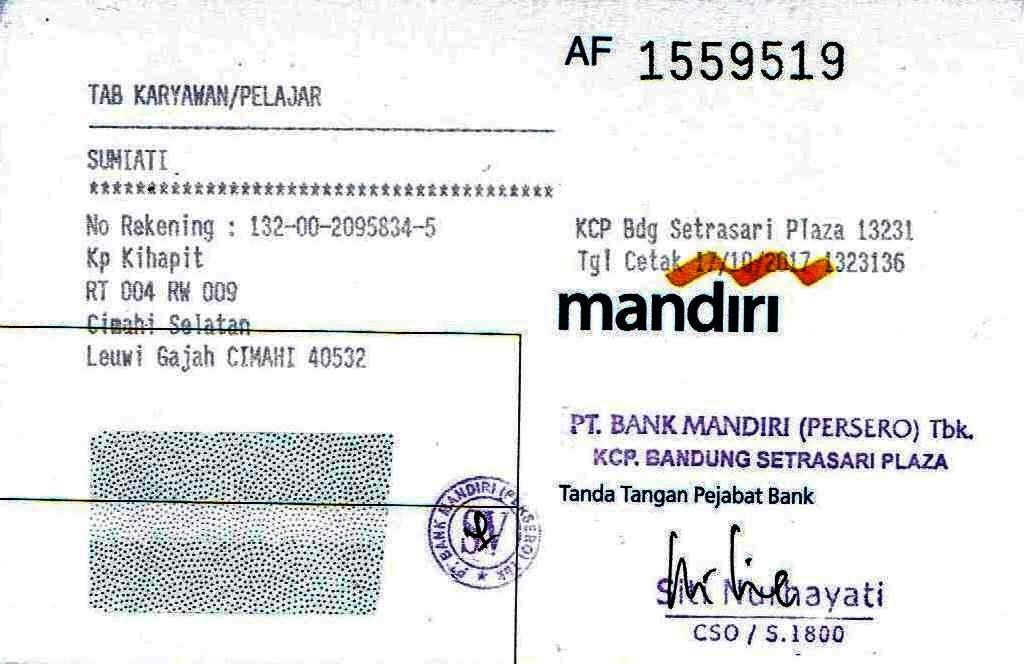 AF 1559519
TAB KARYAWAN/PELAJAR
SUMIATI
****************************************
No Rekening : 132-00-2095834-5
Kp Kihapit
RT 004 RW 009
Cimahi Selatan
Leuwi Gajah CIMAHI 40532
KCP Bdg Setrasari Plaza 13231
Tgl Cetak 17/10/2017 1323136
mandiri
PT. BANK MANDIRI (PERSERO) Tbk.
KCP. BANDUNG SETRASARI PLAZA
Tanda Tangan Pejabat Bank
PT BANK MANDIRI (PERSERO) Tbk
Siti Nurhayati
CSO / S.1800